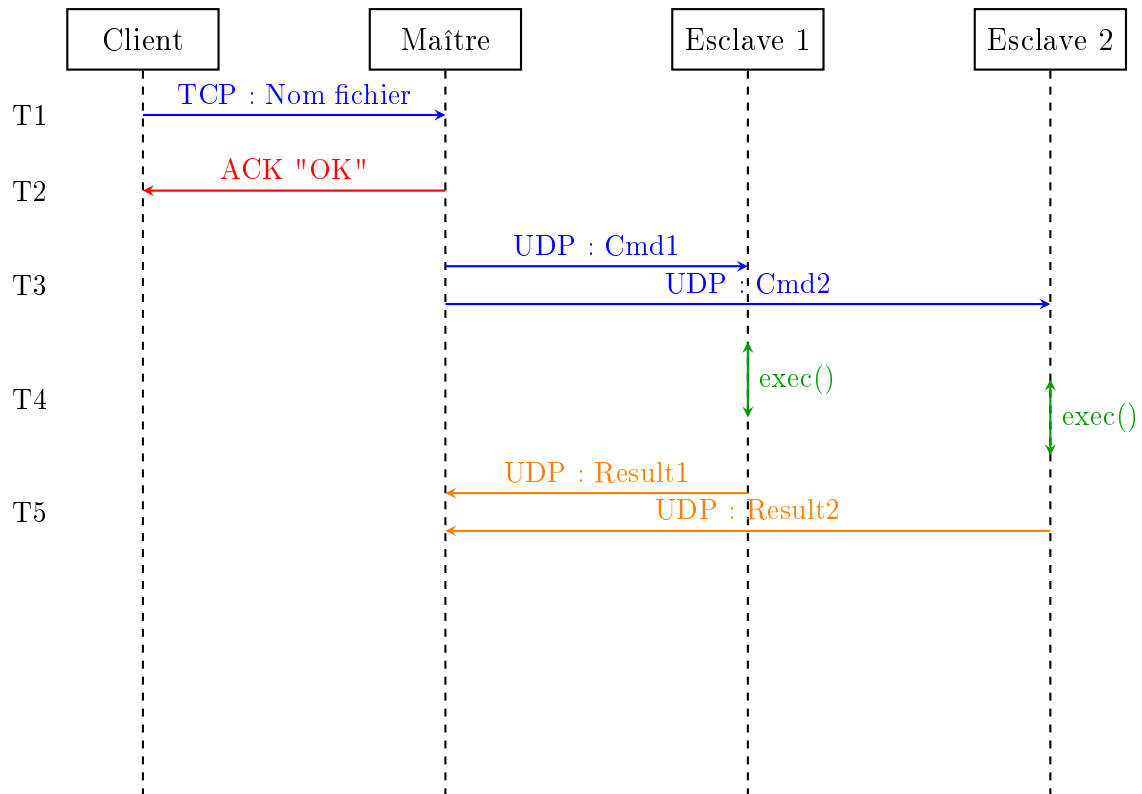 Client
Maître
Esclave 1
Esclave 2
TCP : Nom fichier
T1
ACK "OK"
T2
UDP : Cmd1
T3
UDP : Cmd2
exec()
T4
exec()
UDP : Result1
T5
UDP : Result2